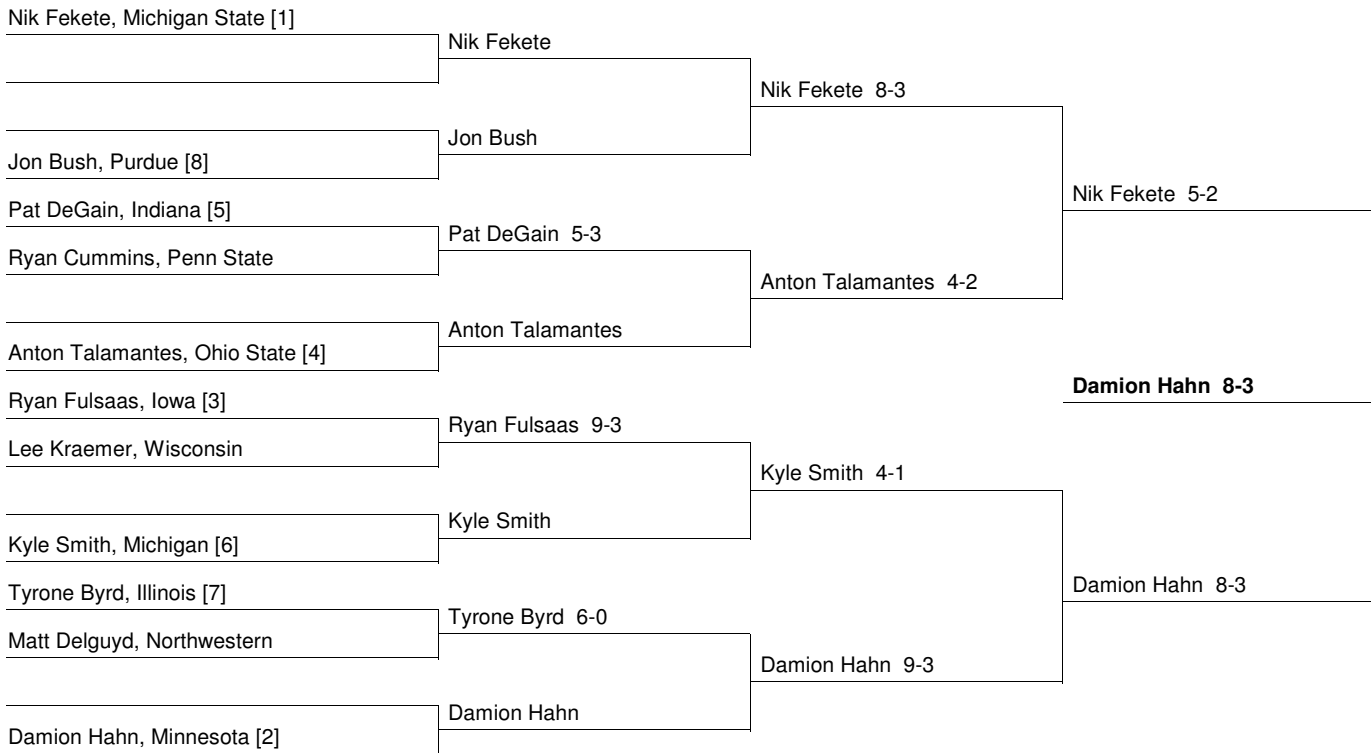 Nik Fekete, Michigan State [1]
Nik Fekete
Nik Fekete 8-3
Jon Bush
Jon Bush, Purdue [8]
Nik Fekete 5-2
Pat DeGain, Indiana [5]
Pat DeGain 5-3
Ryan Cummins, Penn State
Anton Talamantes 4-2
Anton Talamantes
Anton Talamantes, Ohio State [4]
Damion Hahn 8-3
Ryan Fulsaas, Iowa [3]
Ryan Fulsaas 9-3
Lee Kraemer, Wisconsin
Kyle Smith 4-1
Kyle Smith
Kyle Smith, Michigan [6]
Damion Hahn 8-3
Tyrone Byrd, Illinois [7]
Tyrone Byrd 6-0
Matt Delguyd, Northwestern
Damion Hahn 9-3
Damion Hahn
Damion Hahn, Minnesota [2]